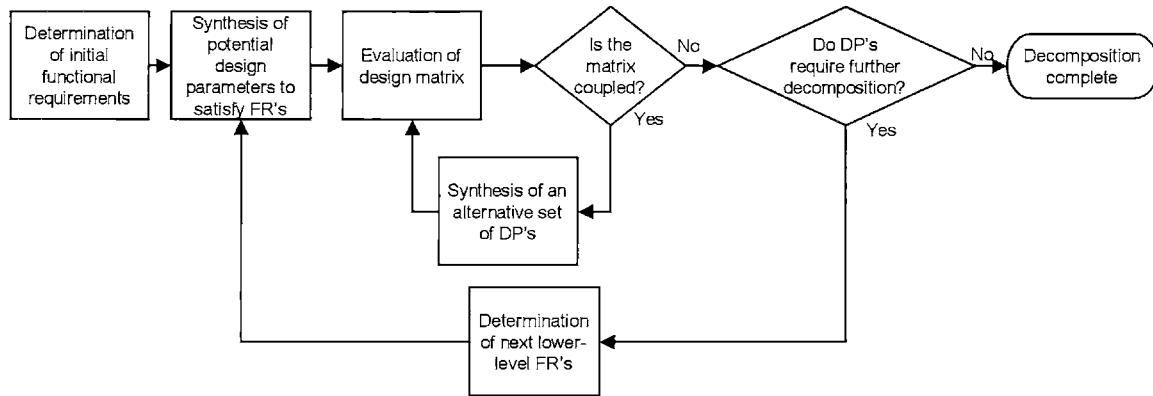 Determination
of initial
functional
requirements
Synthesis of
potential
design
parameters to
satisfy FR's
Evaluation of
design matrix
Is the
matrix
coupled?
No
Yes
Do DP's
require further
decomposition?
No
Yes
Decomposition
complete
Synthesis of an
alternative set
of DP's
Determination
of next lower-
level FR's